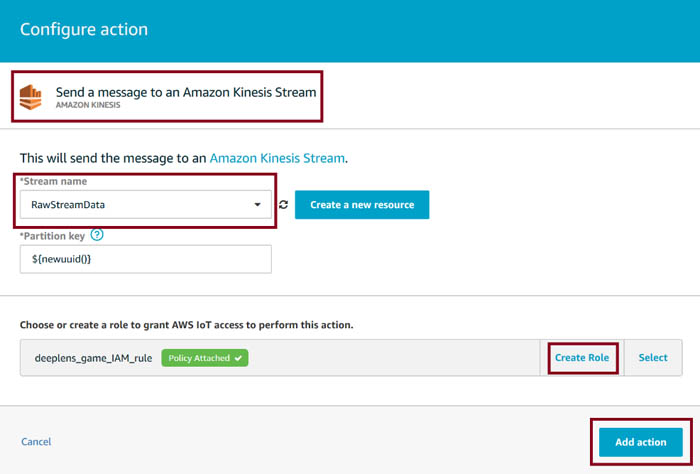 Configure action
Send a message to an Amazon Kinesis Stream
AMAZON KINESIS
This will send the message to an Amazon Kinesis Stream.
*Stream name
RawStreamData
Create a new resource
*Partition key ?
${newuuid()}
Choose or create a role to grant AWS IoT access to perform this action.
deeplens_game_IAM_rule Policy Attached Create Role Select
Cancel Add action